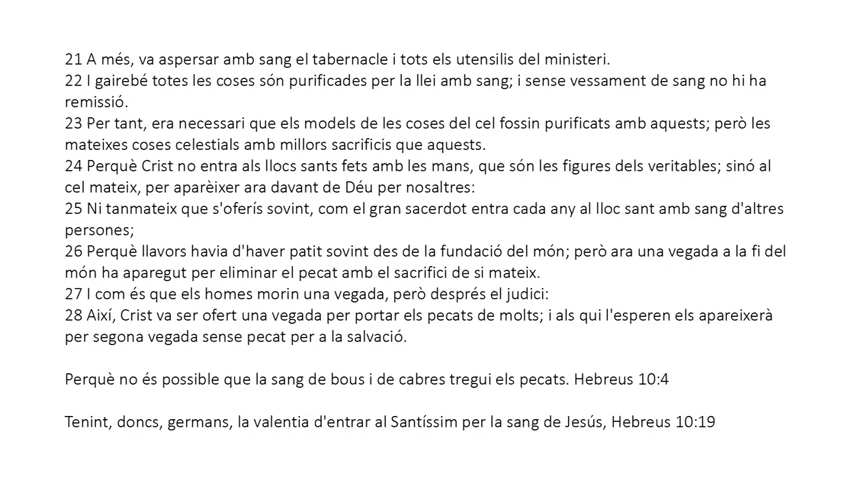 21 A més, va aspersar amb sang el tabernacle i tots els utensilis del ministeri.
22 I gairebé totes les coses són purificades per la llei amb sang; i sense vessament de sang no hi ha
remissió.
23 Per tant, era necessari que els models de les coses del cel fossin purificats amb aquests; però les
mateixes coses celestials amb millors sacrificis que aquests.
24 Perquè Crist no entra als llocs sants fets amb les mans, que són les figures dels veritables; sinó al
cel mateix, per aparèixer ara davant de Déu per nosaltres:
25 Ni tanmateix que s'oferís sovint, com el gran sacerdot entra cada any al lloc sant amb sang d'altres
persones;
26 Perquè llavors havia d'haver patit sovint des de la fundació del món; però ara una vegada a la fi del
món ha aparegut per eliminar el pecat amb el sacrifici de si mateix.
27 I com és que els homes morin una vegada, però després el judici:
28 Així, Crist va ser ofert una vegada per portar els pecats de molts; i als qui l'esperen els apareixerà
per segona vegada sense pecat per a la salvació.
Perquè no és possible que la sang de bous i de cabres tregui els pecats. Hebreus 10:4
Tenint, doncs, germans, la valentia d'entrar al Santíssim per la sang de Jesús, Hebreus 10:19